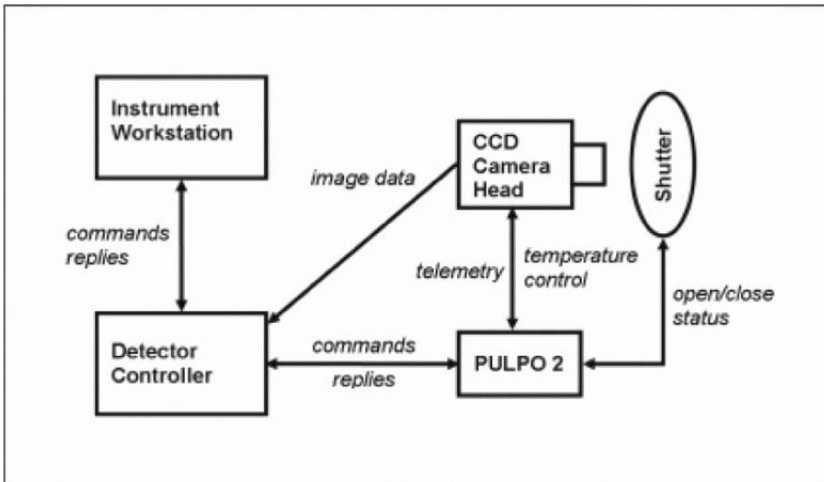 Instrument
Workstation
CCD
Camera
Head
Shutter
image data
commands
replies
telemetry
temperature
control
open/close
status
Detector
Controller
commands
replies
PULPO 2